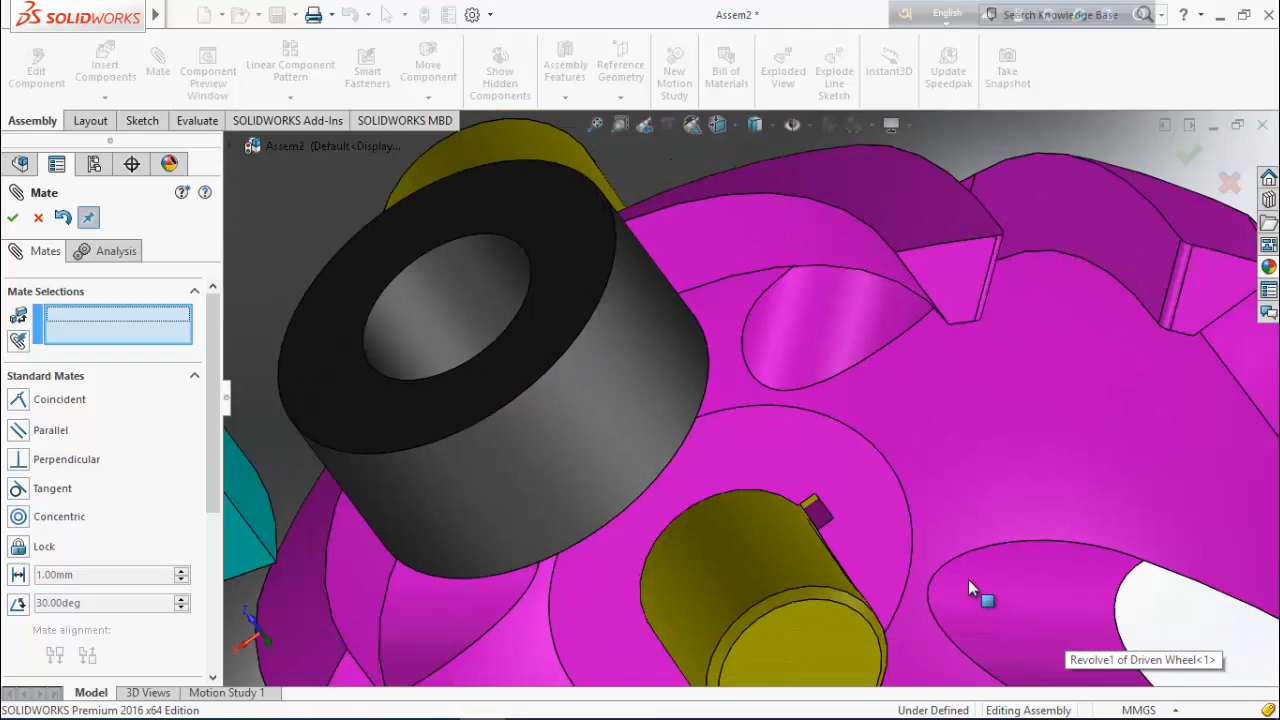 SOLIDWORKS
Assem2 *
English
Search Knowledge Base
?
Edit Component
Insert Components
Mate
Component Preview Window
Linear Component Pattern
Smart Fasteners
Move Component
Show Hidden Components
Assembly Features
Reference Geometry
New Motion Study
Bill of Materials
Exploded View
Explode Line Sketch
Instant3D
Update Speedpak
Take Snapshot
Assembly
Layout
Sketch
Evaluate
SOLIDWORKS Add-Ins
SOLIDWORKS MBD
Assem2 (Default<Display...
Mate
Mates
Analysis
Mate Selections
Standard Mates
Coincident
Parallel
Perpendicular
Tangent
Concentric
Lock
1.00mm
30.00deg
Mate alignment:
Z
Revolve1 of Driven Wheel<1>
Model
3D Views
Motion Study 1
SOLIDWORKS Premium 2016 x64 Edition
Under Defined
Editing Assembly
MMGS